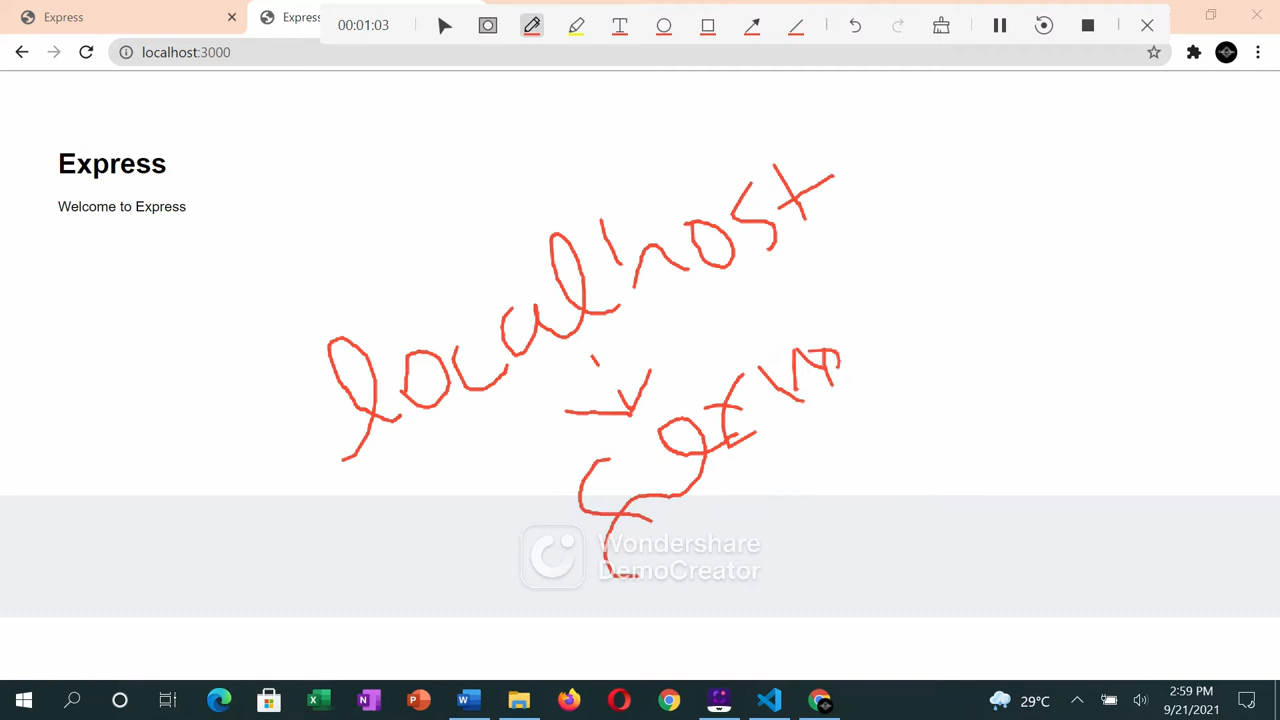 Express
Express
00:01:03
T
localhost:3000
Express
Welcome to Express
localhost
Wondershare
DemoCreator
29°C
2:59 PM
9/21/2021